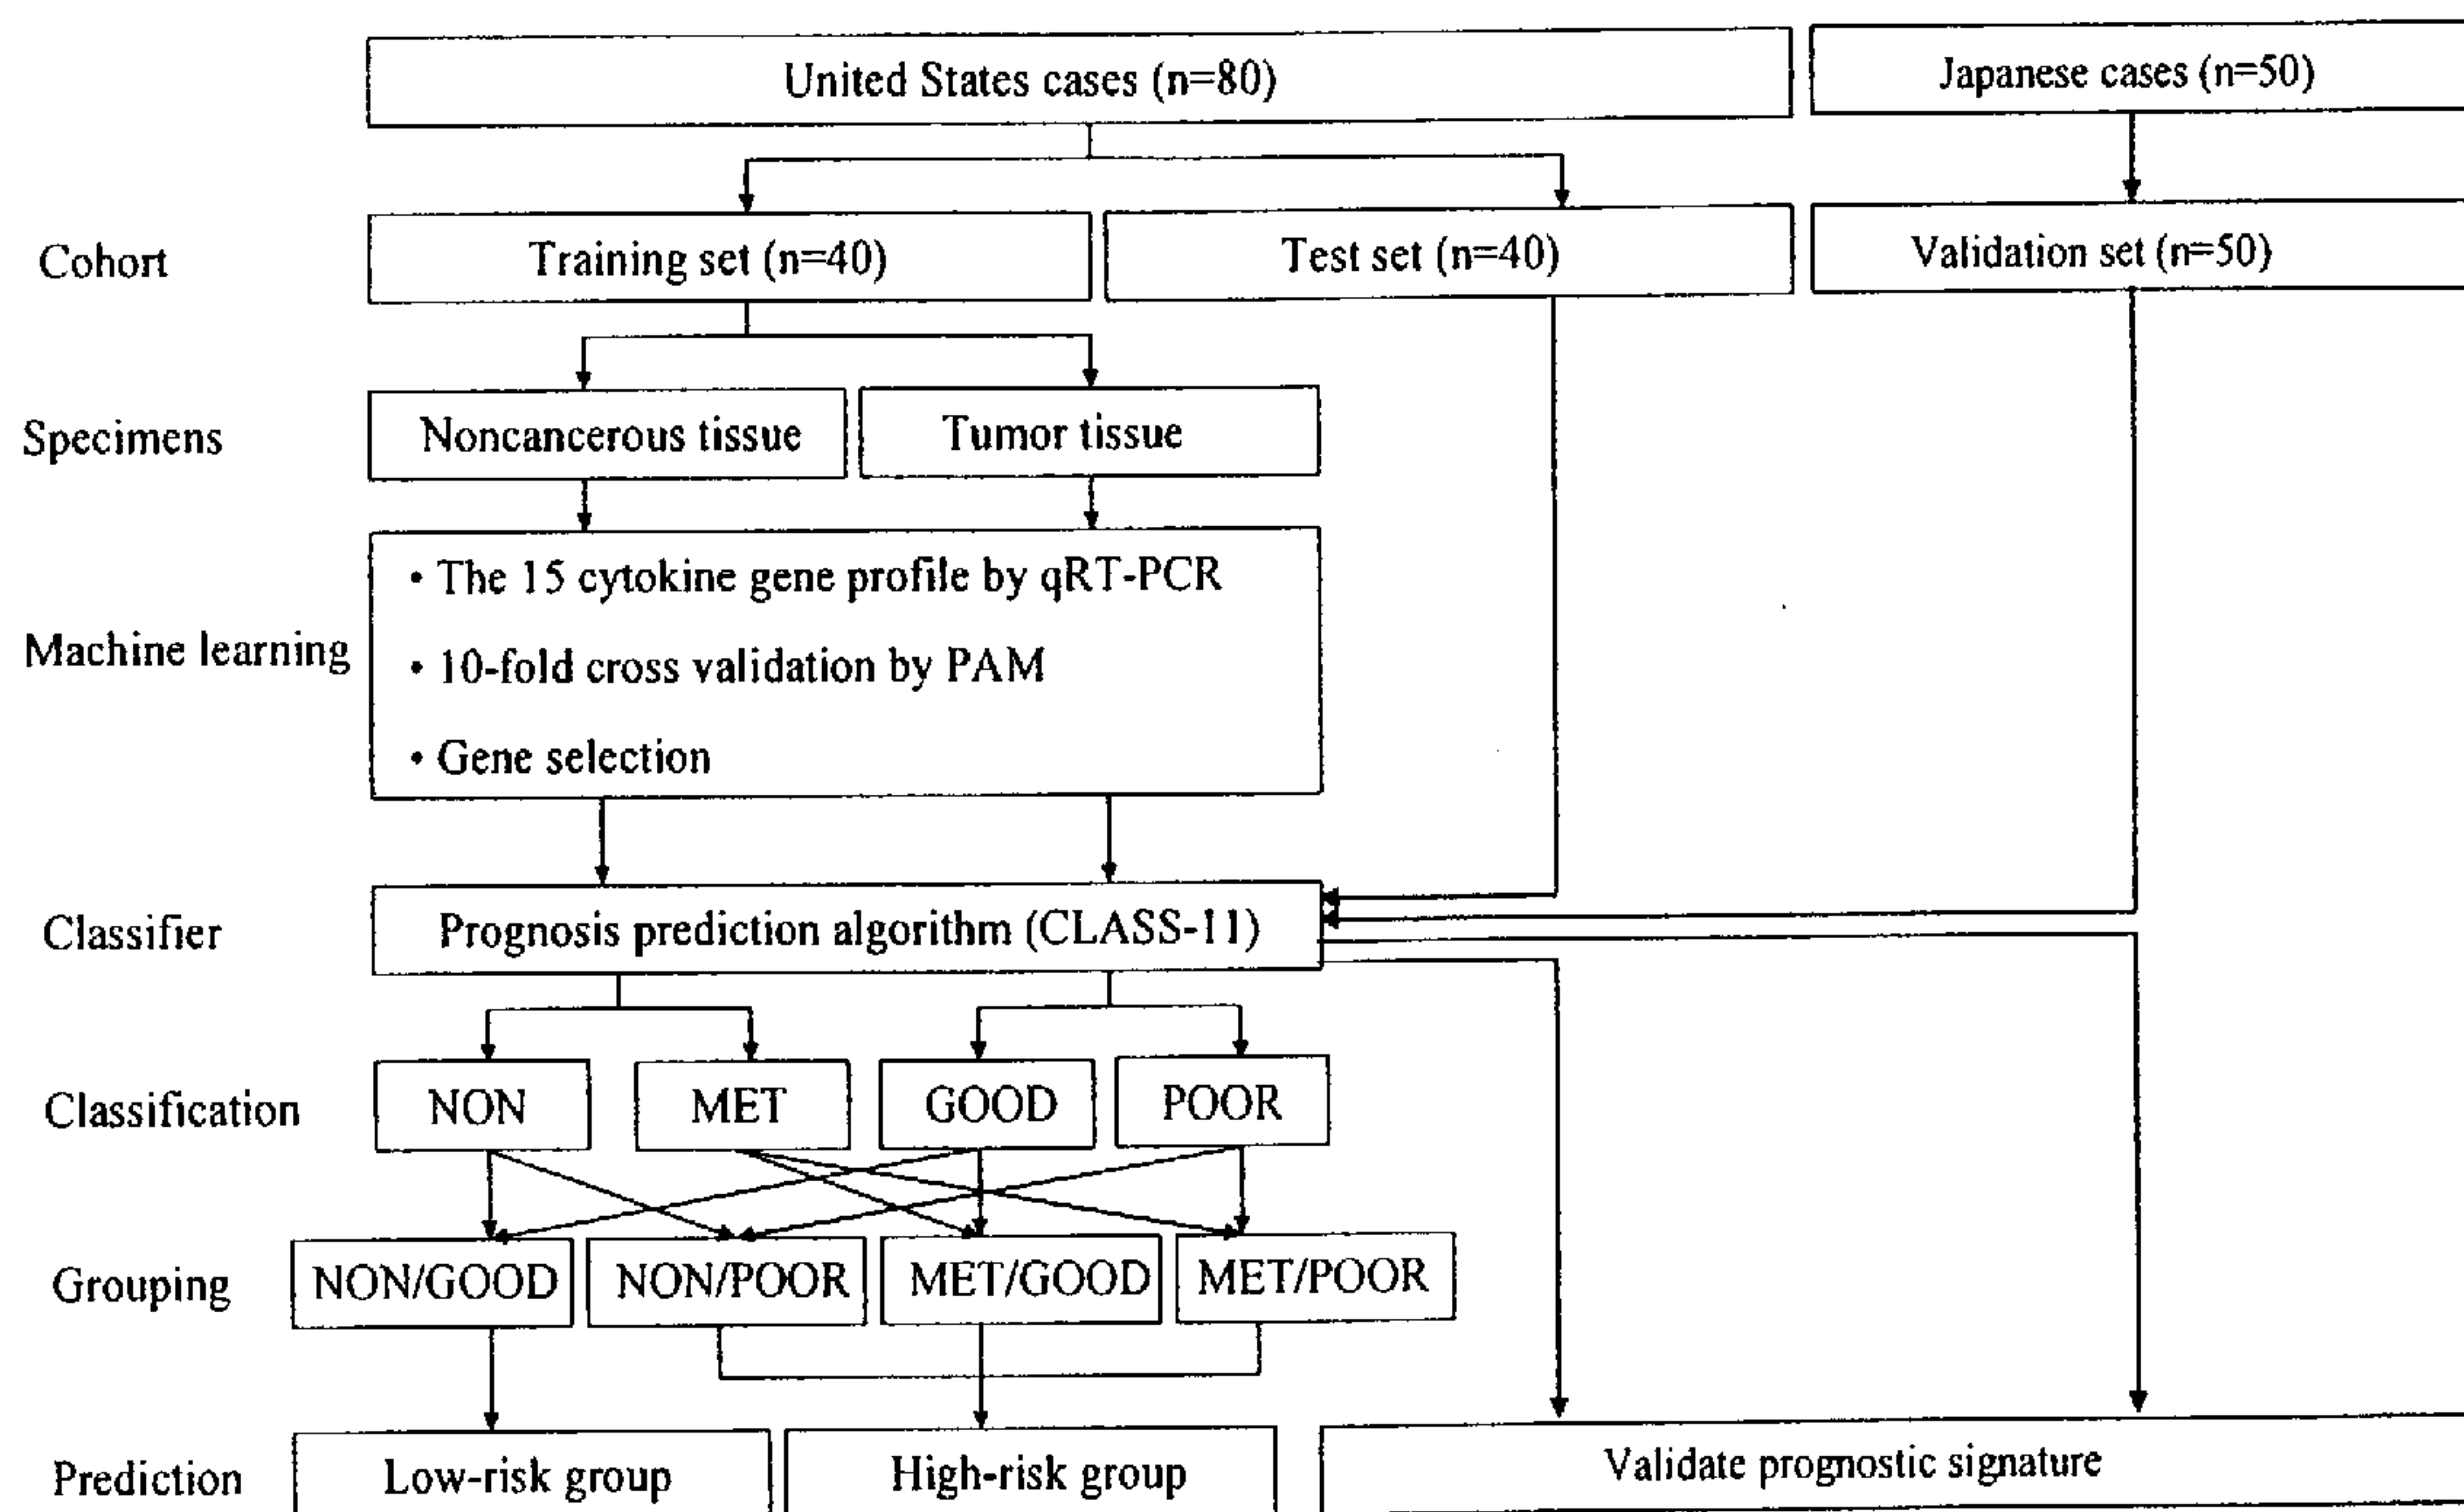 United States cases (n=80)
Japanese cases (n=50)
Cohort
Training set (n=40)
Test set (n=40)
Validation set (n=50)
Specimens
Noncancerous tissue
Tumor tissue
Machine learning
• The 15 cytokine gene profile by qRT-PCR
• 10-fold cross validation by PAM
• Gene selection
Classifier
Prognosis prediction algorithm (CLASS-11)
Classification
NON
MET
GOOD
POOR
Grouping
NON/GOOD
NON/POOR
MET/GOOD
MET/POOR
Prediction
Low-risk group
High-risk group
Validate prognostic signature